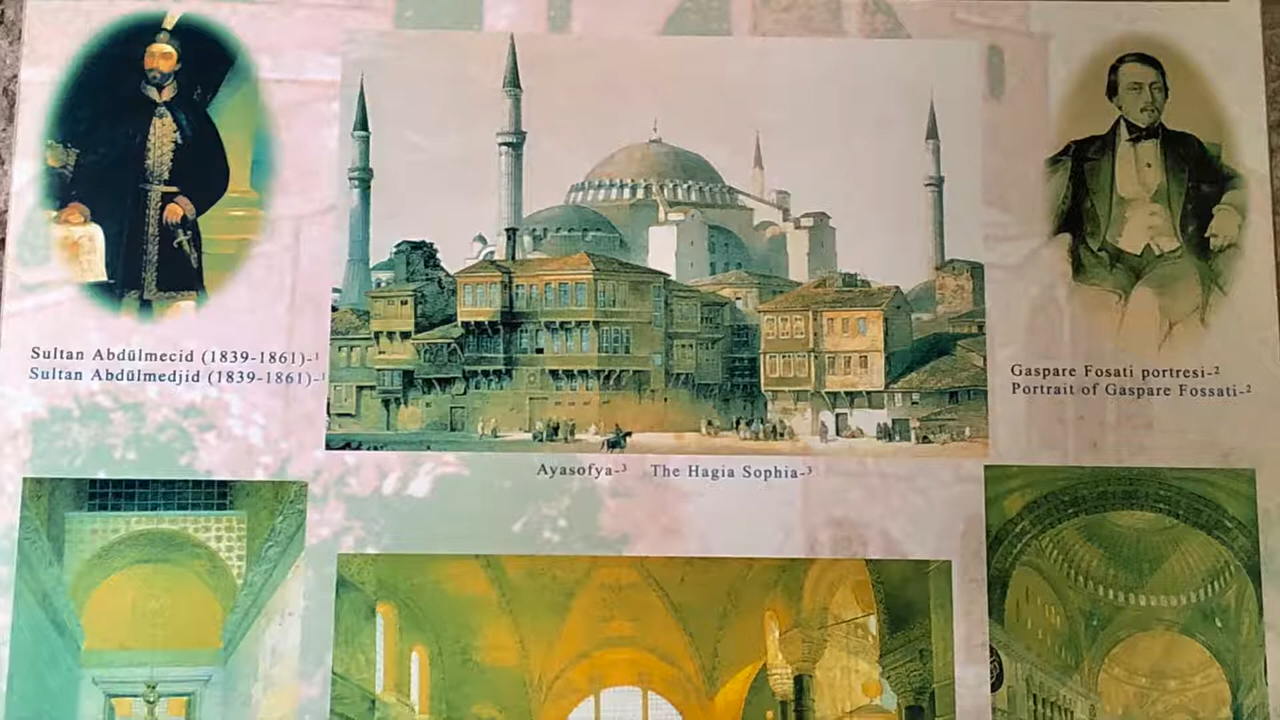 Sultan Abdülmecid (1839-1861)-1
Sultan Abdülmedjid (1839-1861)-1
Gaspare Fosati portresi-2
Portrait of Gaspare Fossati-2
Ayasofya-3 The Hagia Sophia-3